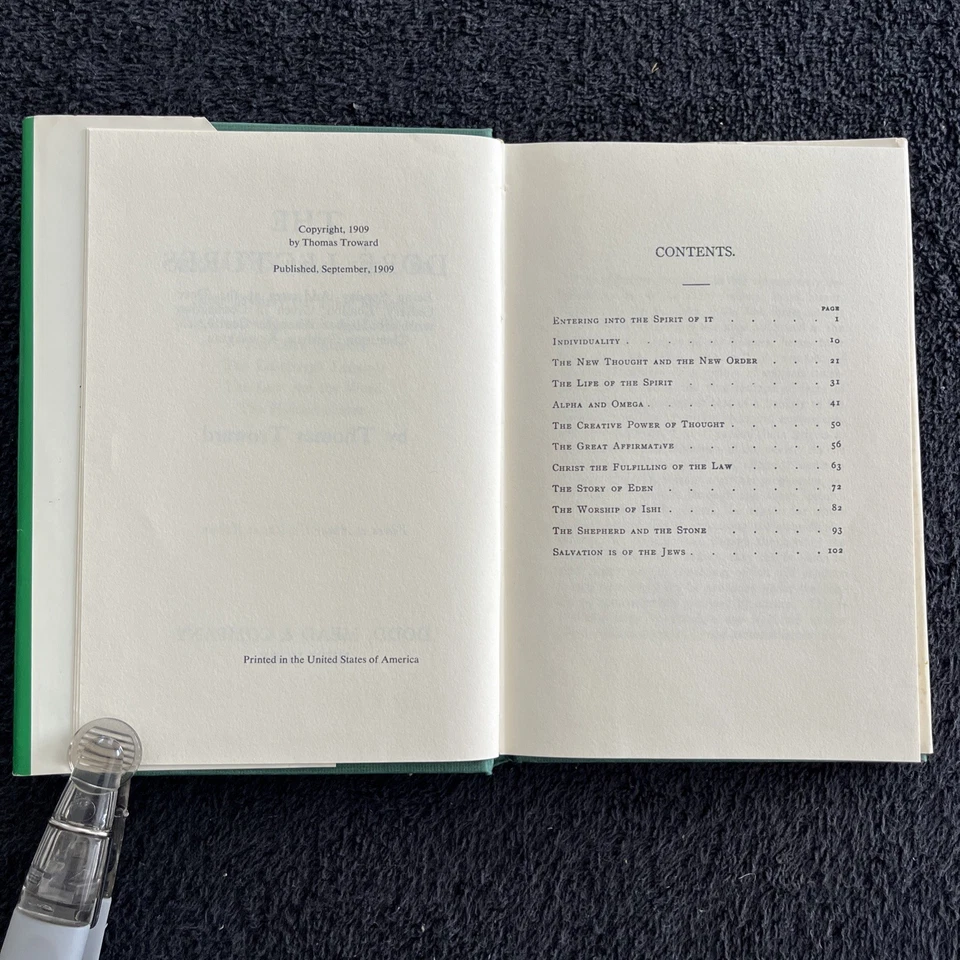 Copyright, 1909
by Thomas Troward
Published, September, 1909
Printed in the United States of America
CONTENTS.
PAGE
ENTERING INTO THE SPIRIT OF IT . . . . . 1
INDIVIDUALITY . . . . . . . . . . 10
THE NEW THOUGHT AND THE NEW ORDER . . . 21
THE LIFE OF THE SPIRIT . . . . . . . 31
ALPHA AND OMEGA . . . . . . . . . 41
THE CREATIVE POWER OF THOUGHT . . . . . 50
THE GREAT AFFIRMATIVE . . . . . . . 56
CHRIST THE FULFILLING OF THE LAW . . . . 63
THE STORY OF EDEN . . . . . . . . 72
THE WORSHIP OF ISHI . . . . . . . . 82
THE SHEPHERD AND THE STONE . . . . . 93
SALVATION IS OF THE JEWS . . . . . . . 102